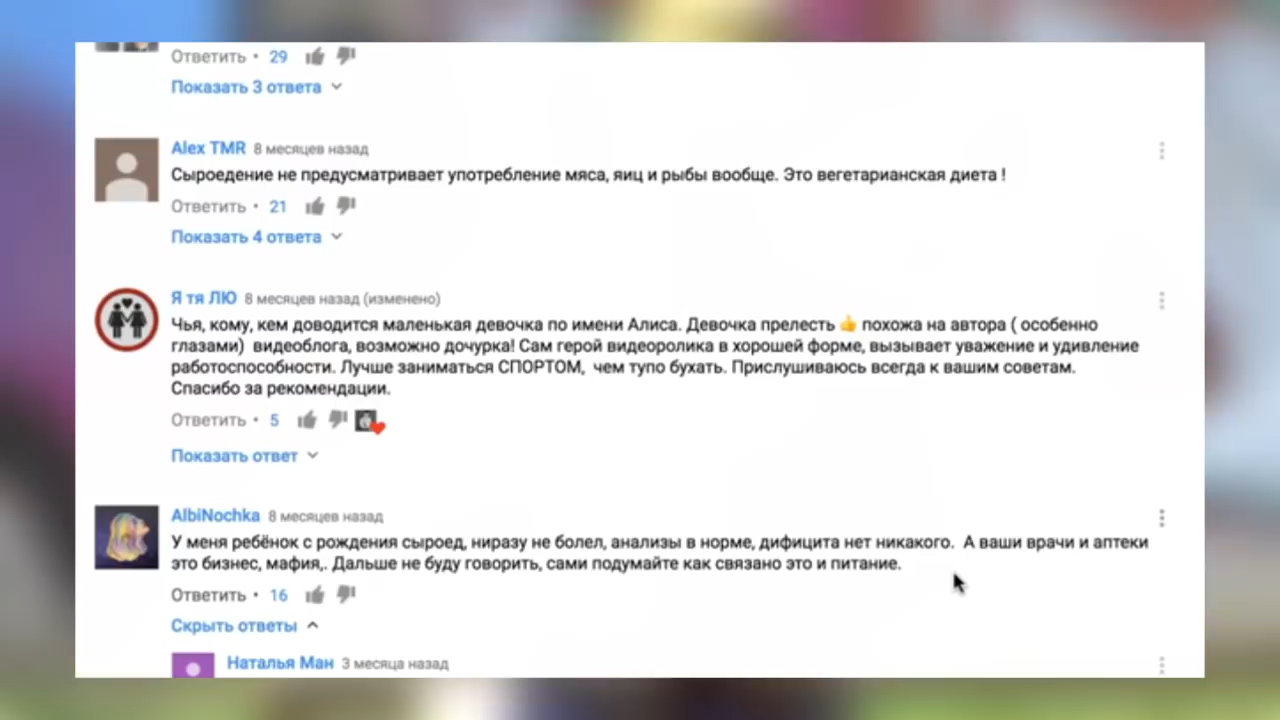 Ответить • 29
Показать 3 ответа
Alex TMR 8 месяцев назад
Сыроедение не предусматривает употребление мяса, яиц и рыбы вообще. Это вегетарианская диета !
Ответить • 21
Показать 4 ответа
Я тя ЛЮ 8 месяцев назад (изменено)
Чья, кому, кем доводится маленькая девочка по имени Алиса. Девочка прелесть 👍 похожа на автора ( особенно
глазами) видеоблога, возможно дочурка! Сам герой видеоролика в хорошей форме, вызывает уважение и удивление
работоспособности. Лучше заниматься СПОРТОМ, чем тупо бухать. Прислушиваюсь всегда к вашим советам.
Спасибо за рекомендации.
Ответить • 5
Показать ответ
AlbiNochka 8 месяцев назад
У меня ребёнок с рождения сыроед, ниразу не болел, анализы в норме, дифицита нет никакого. А ваши врачи и аптеки
это бизнес, мафия,. Дальше не буду говорить, сами подумайте как связано это и питание.
Ответить • 16
Скрыть ответы
Наталья Ман 3 месяца назад